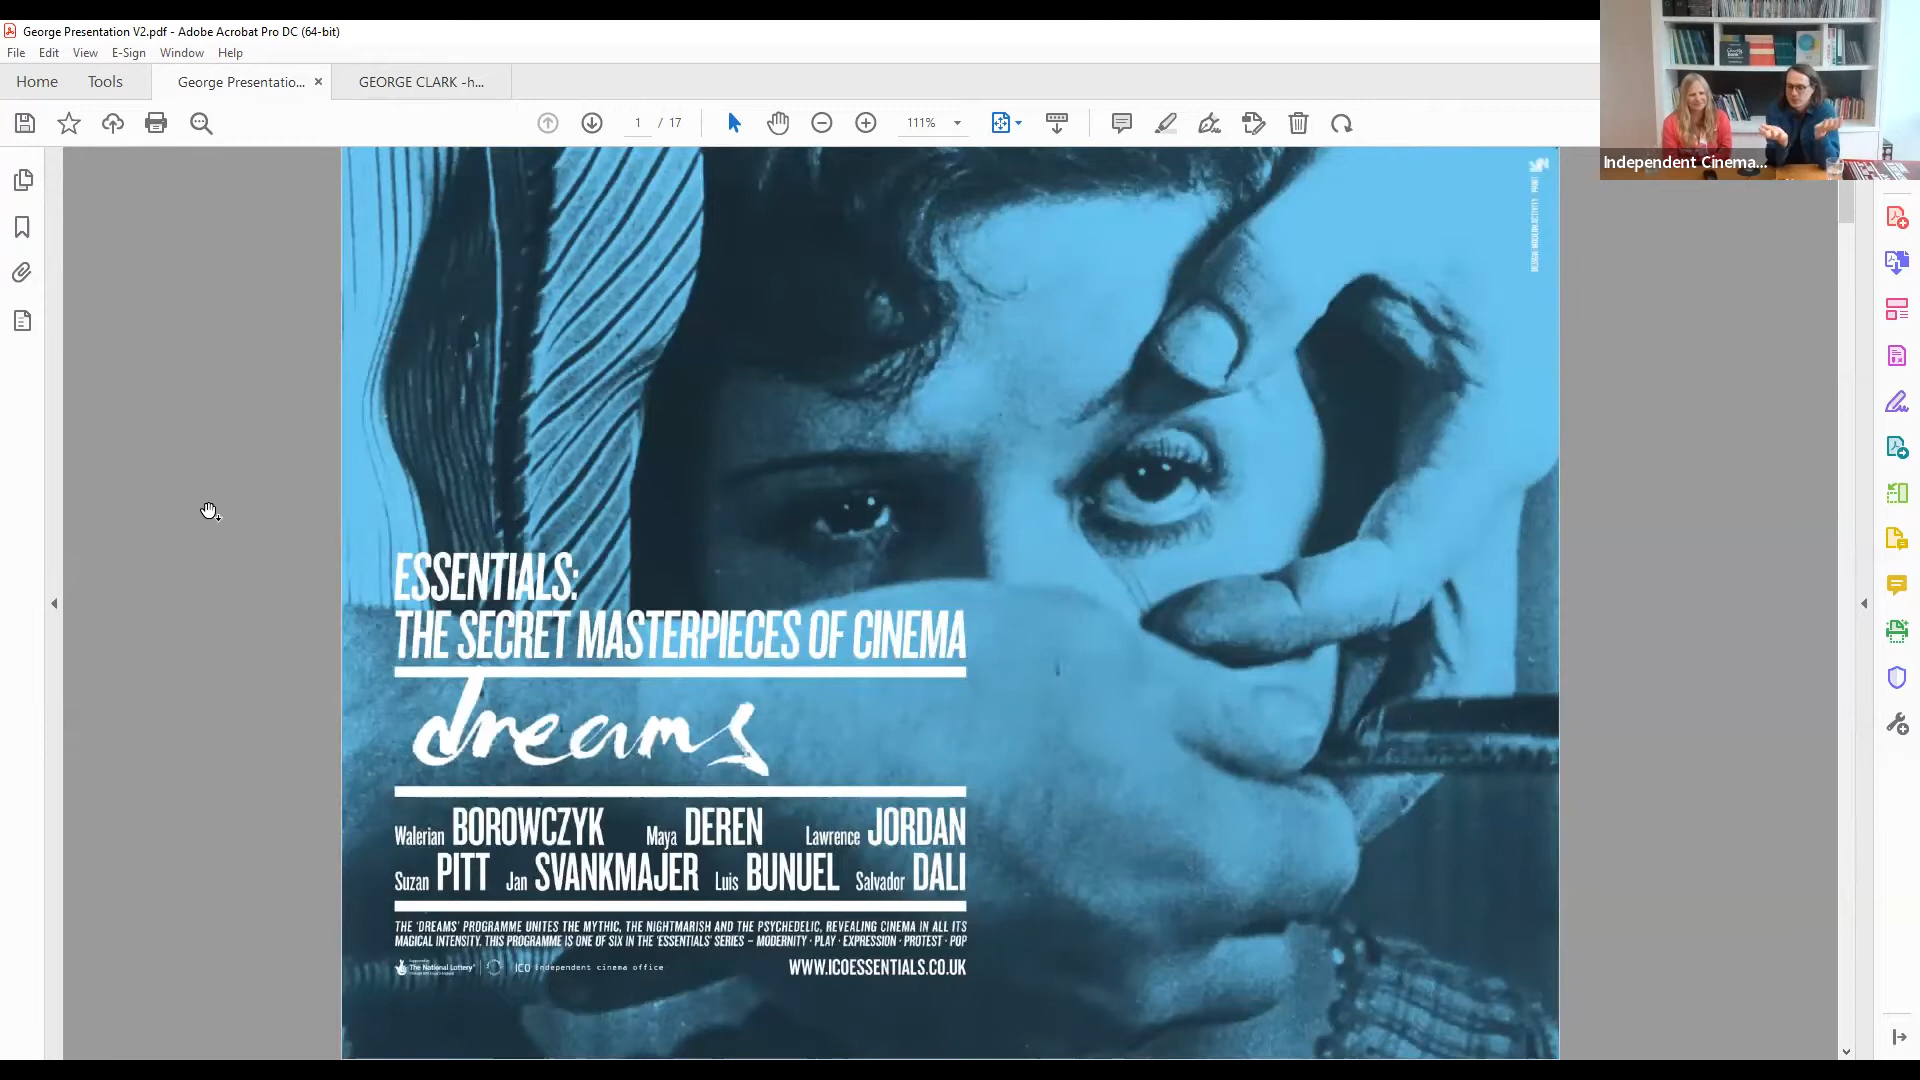 George Presentation V2.pdf - Adobe Acrobat Pro DC (64-bit)
File Edit View E-Sign Window Help
Home Tools George Presentatio... × GEORGE CLARK -h...
1 / 17 111%
Independent Cinema...
ESSENTIALS:
THE SECRET MASTERPIECES OF CINEMA
dreams
Walerian BOROWCZYK Maya DEREN Lawrence JORDAN
Suzan PITT Jan SVANKMAJER Luis BUNUEL Salvador DALI
THE 'DREAMS' PROGRAMME UNITES THE MYTHIC, THE NIGHTMARISH AND THE PSYCHEDELIC, REVEALING CINEMA IN ALL ITS
MAGICAL INTENSITY. THIS PROGRAMME IS ONE OF SIX IN THE 'ESSENTIALS' SERIES – MODERNITY · PLAY · EXPRESSION · PROTEST · POP
The National Lottery ICO independent cinema office WWW.ICOESSENTIALS.CO.UK